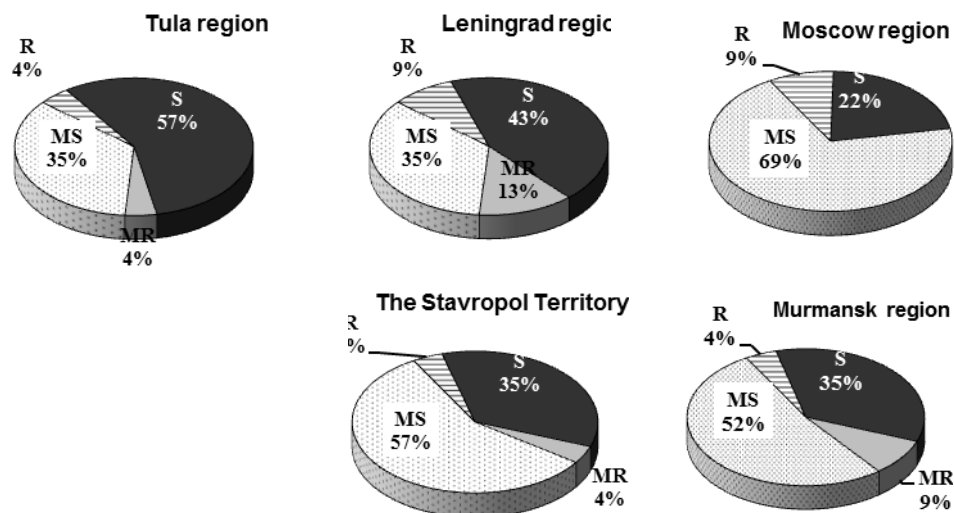 Tula region
R
4%
S
57%
MS
35%
MR
4%
Leningrad regic
R
9%
S
43%
MS
35%
MR
13%
Moscow region
R
9%
S
22%
MS
69%
The Stavropol Territory
R
%
S
35%
MS
57%
MR
4%
Murmansk region
R
4%
S
35%
MS
52%
MR
9%